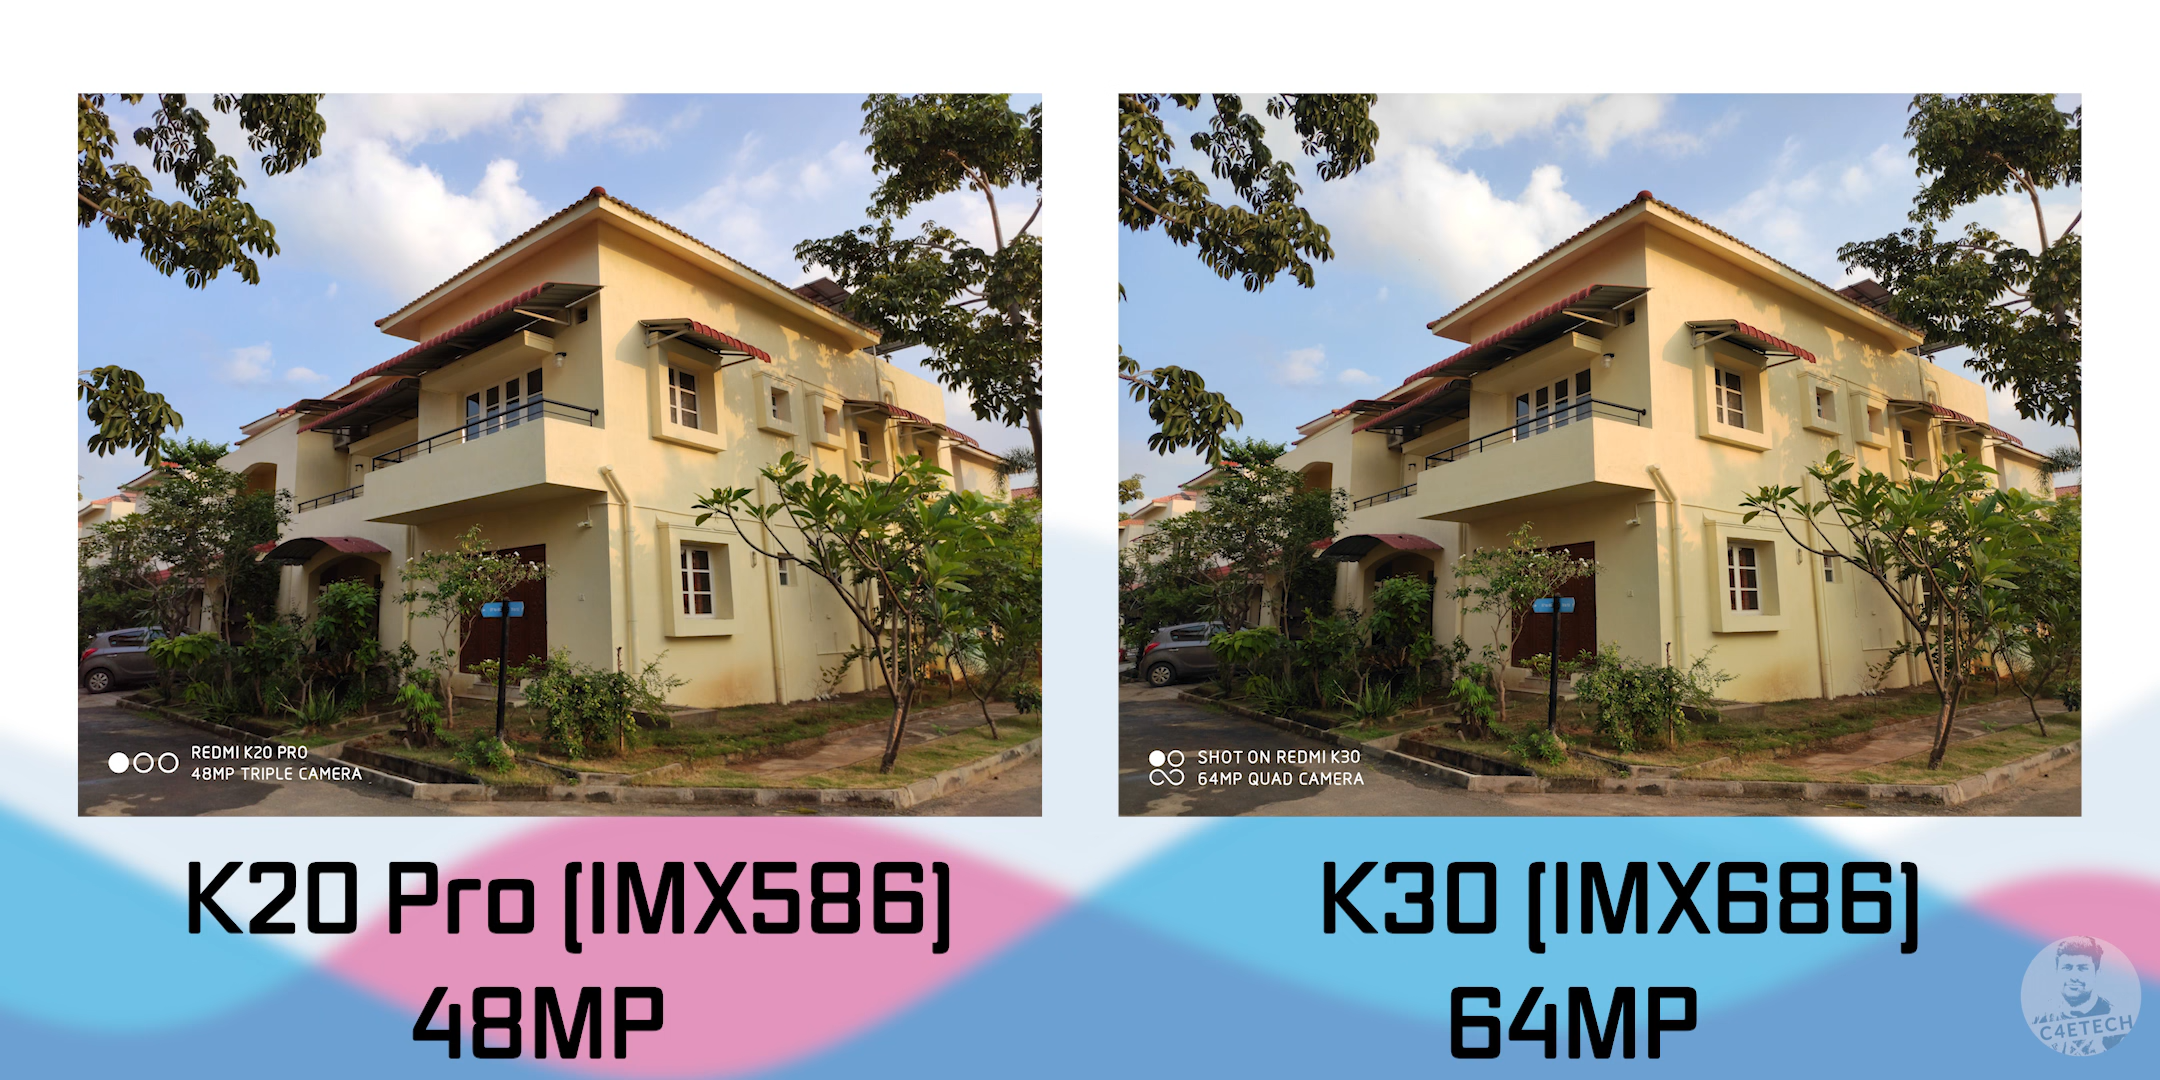 REDMI K20 PRO
48MP TRIPLE CAMERA
SHOT ON REDMI K30
64MP QUAD CAMERA
K20 Pro (IMX586)
48MP
K30 (IMX686)
64MP
C4ETECH